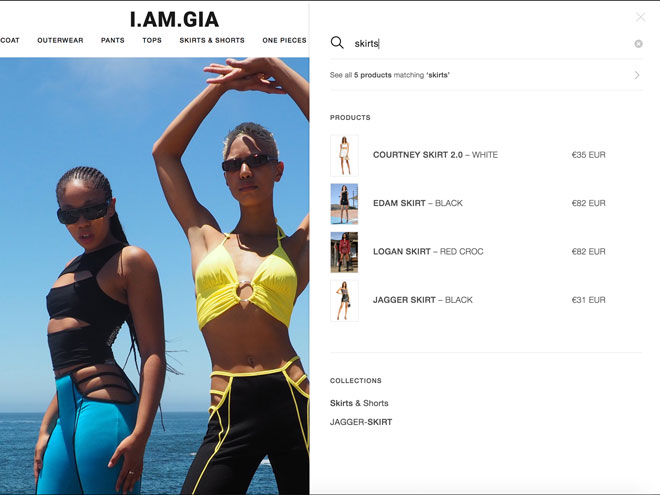 I.AM.GIA
COAT OUTERWEAR PANTS TOPS SKIRTS & SHORTS ONE PIECES
skirts
See all 5 products matching ‘skirts’
PRODUCTS
COURTNEY SKIRT 2.0 – WHITE €35 EUR
EDAM SKIRT – BLACK €82 EUR
LOGAN SKIRT – RED CROC €82 EUR
JAGGER SKIRT – BLACK €31 EUR
COLLECTIONS
Skirts & Shorts
JAGGER-SKIRT